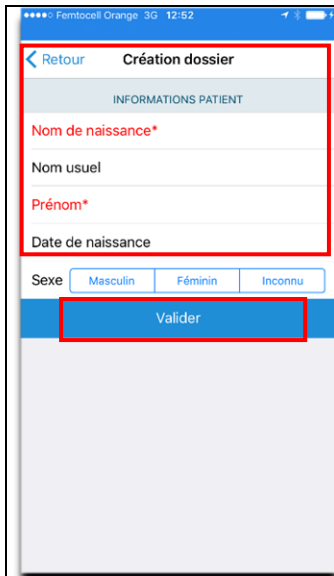 Femtocell Orange 3G 12:52
Retour Création dossier
INFORMATIONS PATIENT
Nom de naissance*
Nom usuel
Prénom*
Date de naissance
Sexe Masculin Féminin Inconnu
Valider